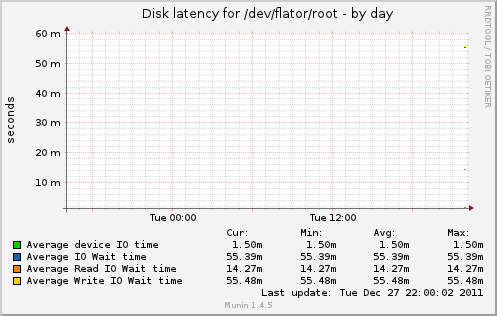 Disk latency for /dev/flator/root - by day
RRDTOOL / TOBI OETIKER
seconds
60 m
50 m
40 m
30 m
20 m
10 m
Tue 00:00 Tue 12:00
Cur: Min: Avg: Max:
Average device IO time 1.50m 1.50m 1.50m 1.50m
Average IO Wait time 55.39m 55.39m 55.39m 55.39m
Average Read IO Wait time 14.27m 14.27m 14.27m 14.27m
Average Write IO Wait time 55.48m 55.48m 55.48m 55.48m
Last update: Tue Dec 27 22:00:02 2011
Munin 1.4.5